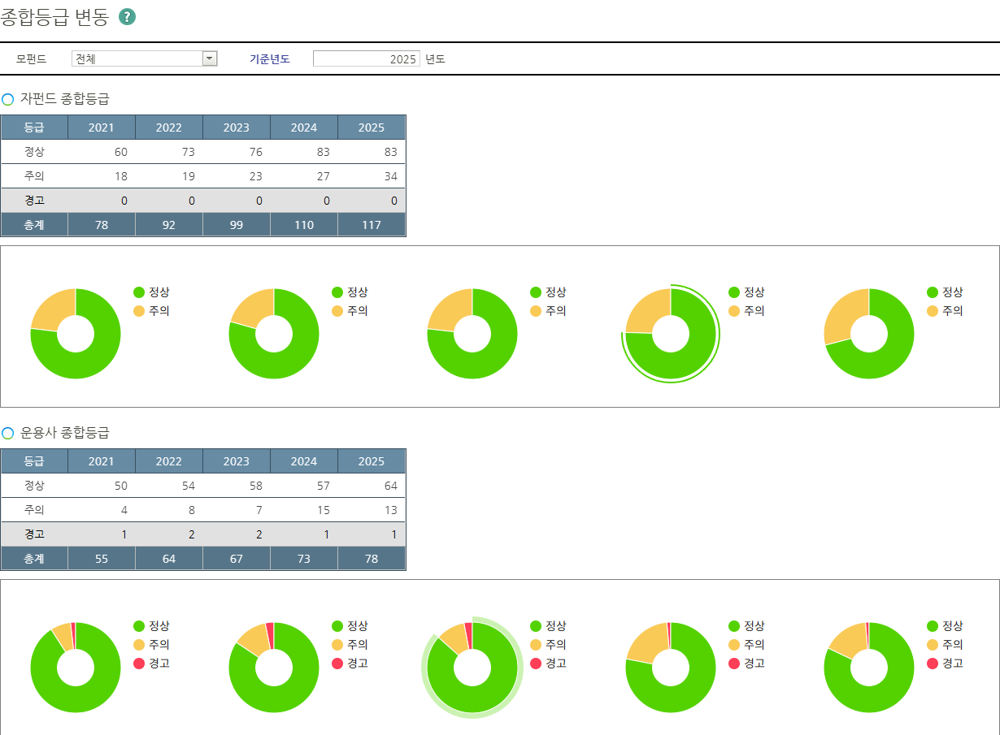 종합등급 변동 ?
모펀드 전체 기준년도 2025 년도
자펀드 종합등급
등급 2021 2022 2023 2024 2025
정상 60 73 76 83 83
주의 18 19 23 27 34
경고 0 0 0 0 0
총계 78 92 99 110 117
정상 정상 정상 정상 정상
주의 주의 주의 주의 주의
운용사 종합등급
등급 2021 2022 2023 2024 2025
정상 50 54 58 57 64
주의 4 8 7 15 13
경고 1 2 2 1 1
총계 55 64 67 73 78
정상 정상 정상 정상 정상
주의 주의 주의 주의 주의
경고 경고 경고 경고 경고